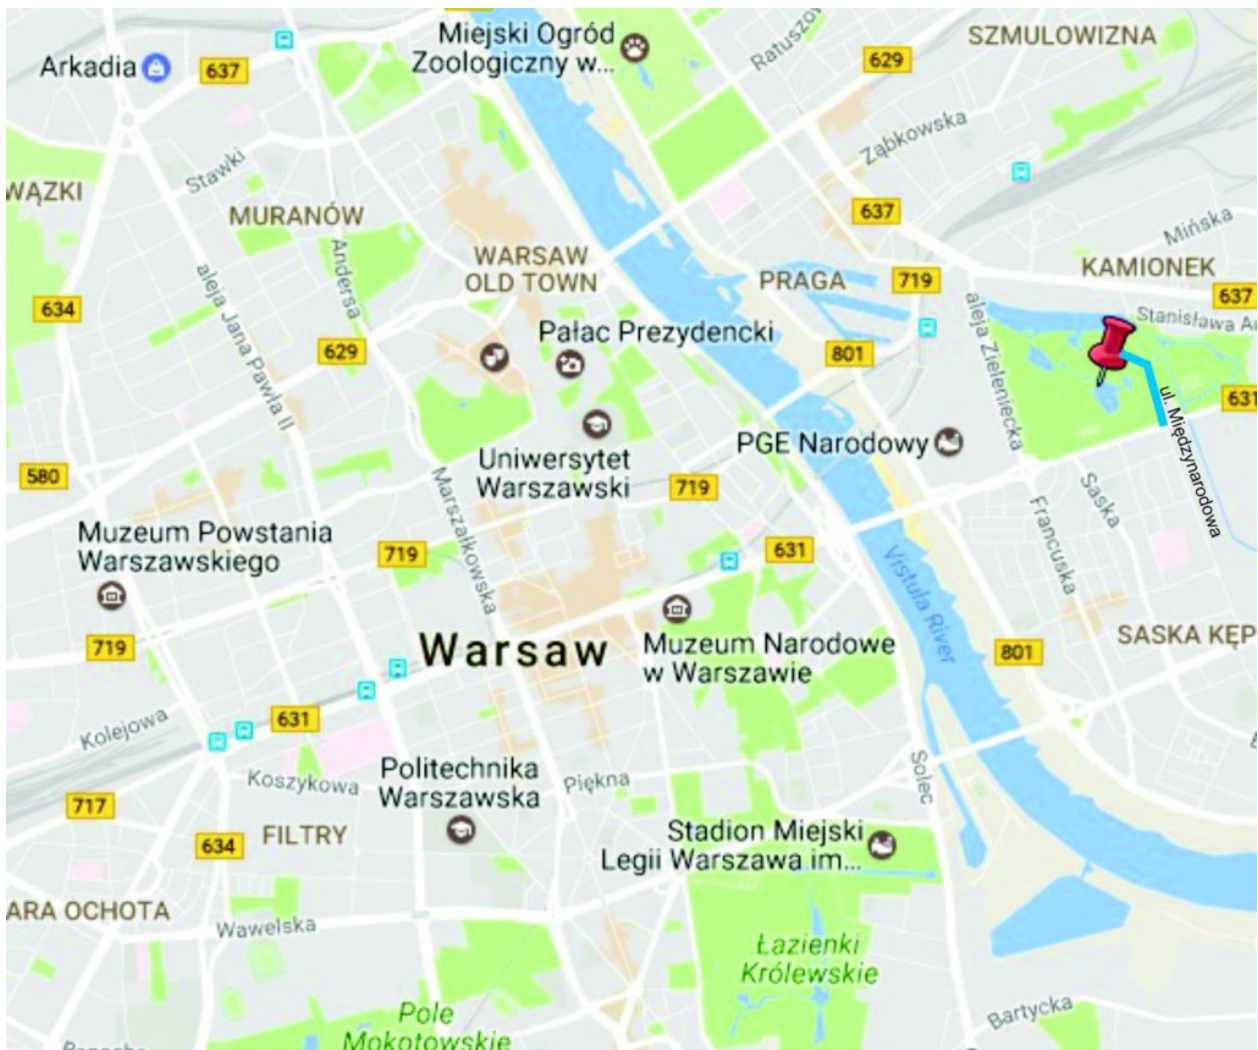 Miejski Ogród
Zoologiczny w...
Ratuszo
SZMULOWIZNA
629
Arkadia
637
Ząbkowska
Stawki
WĄZKI
MURANÓW
637
Mińska
Andersa
WARSAW
OLD TOWN
PRAGA
719
KAMIONEK
637
634
aleja Jana Pawła II
aleja Zieleniecka
Stanisława Au
629
Pałac Prezydencki
801
631
ul. Międzynarodowa
PGE Narodowy
580
Uniwersytet
Warszawski
719
Marszałkowska
Saska
Francuska
Muzeum Powstania
Warszawskiego
719
631
Vistula River
719
Warsaw
Muzeum Narodowe
w Warszawie
801
SASKA KĘP
Kolejowa
631
Koszykowa
Politechnika
Warszawska
Piękna
Solec
717
634
FILTRY
Stadion Miejski
Legii Warszawa im...
ARA OCHOTA
Wawelska
Łazienki
Królewskie
Pole
Mokotowskie
Bartycka